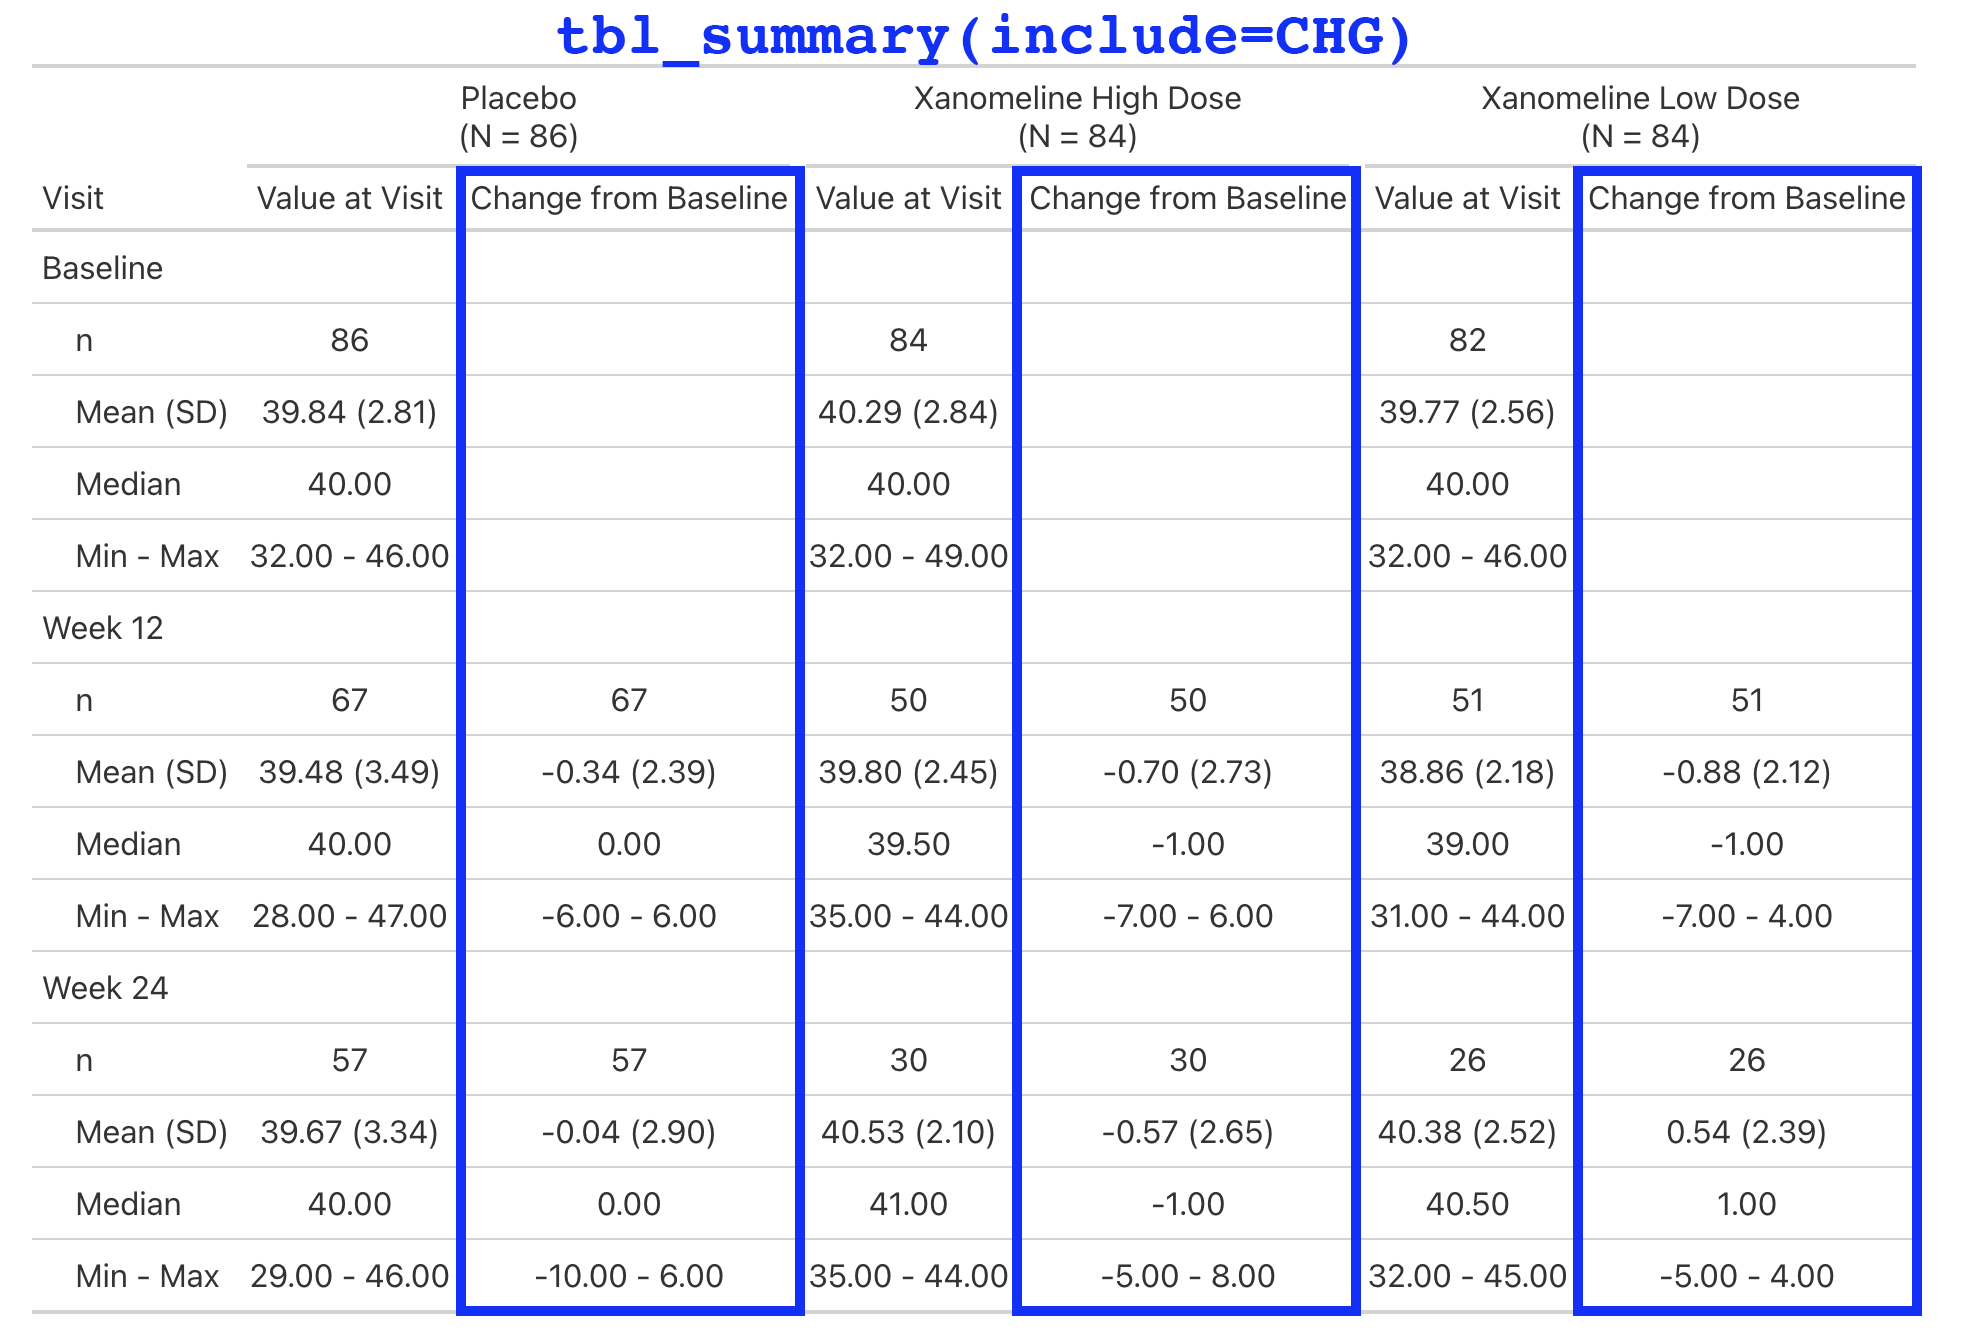 tbl_summary(include=CHG)
Placebo Xanomeline High Dose Xanomeline Low Dose
(N = 86) (N = 84) (N = 84)
Visit Value at Visit Change from Baseline Value at Visit Change from Baseline Value at Visit Change from Baseline
Baseline
n 86 84 82
Mean (SD) 39.84 (2.81) 40.29 (2.84) 39.77 (2.56)
Median 40.00 40.00 40.00
Min - Max 32.00 - 46.00 32.00 - 49.00 32.00 - 46.00
Week 12
n 67 67 50 50 51 51
Mean (SD) 39.48 (3.49) -0.34 (2.39) 39.80 (2.45) -0.70 (2.73) 38.86 (2.18) -0.88 (2.12)
Median 40.00 0.00 39.50 -1.00 39.00 -1.00
Min - Max 28.00 - 47.00 -6.00 - 6.00 35.00 - 44.00 -7.00 - 6.00 31.00 - 44.00 -7.00 - 4.00
Week 24
n 57 57 30 30 26 26
Mean (SD) 39.67 (3.34) -0.04 (2.90) 40.53 (2.10) -0.57 (2.65) 40.38 (2.52) 0.54 (2.39)
Median 40.00 0.00 41.00 -1.00 40.50 1.00
Min - Max 29.00 - 46.00 -10.00 - 6.00 35.00 - 44.00 -5.00 - 8.00 32.00 - 45.00 -5.00 - 4.00